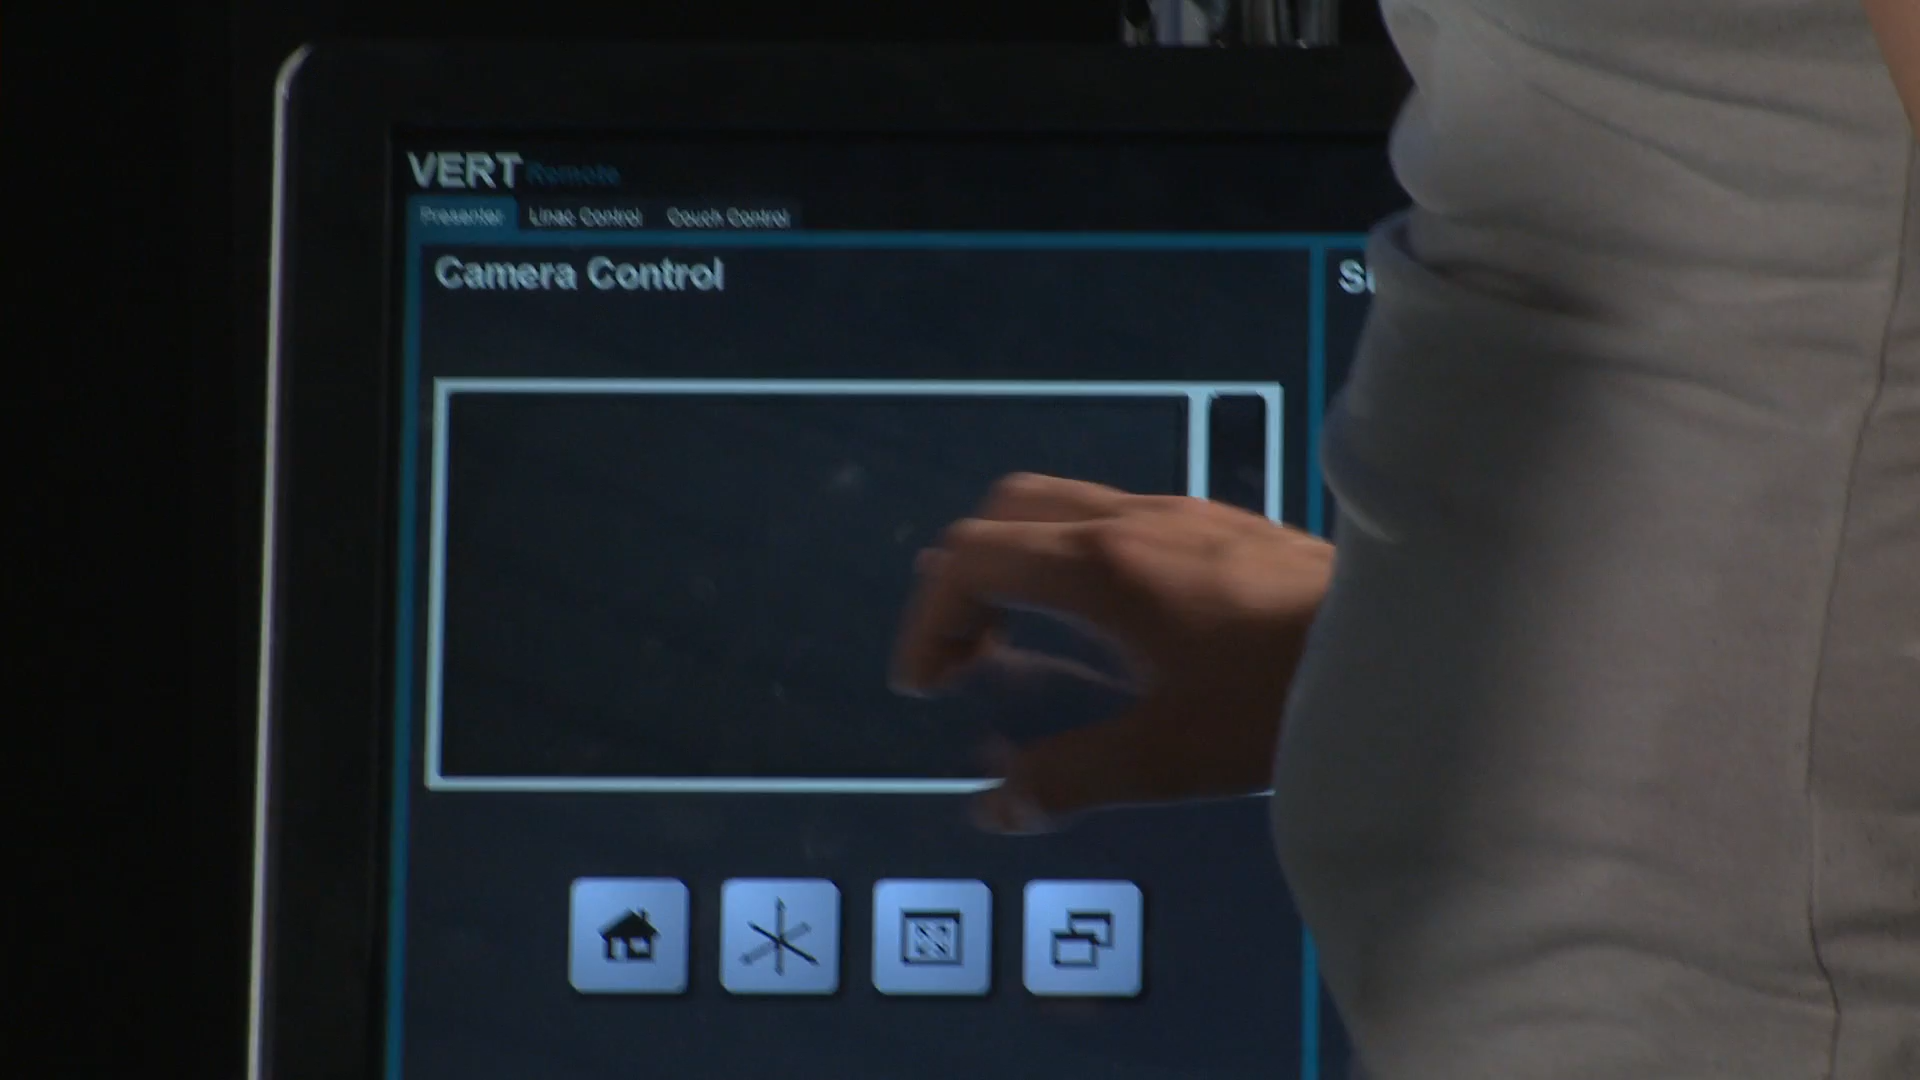 VERT Remote
Presenter Linac Control Couch Control
Camera Control